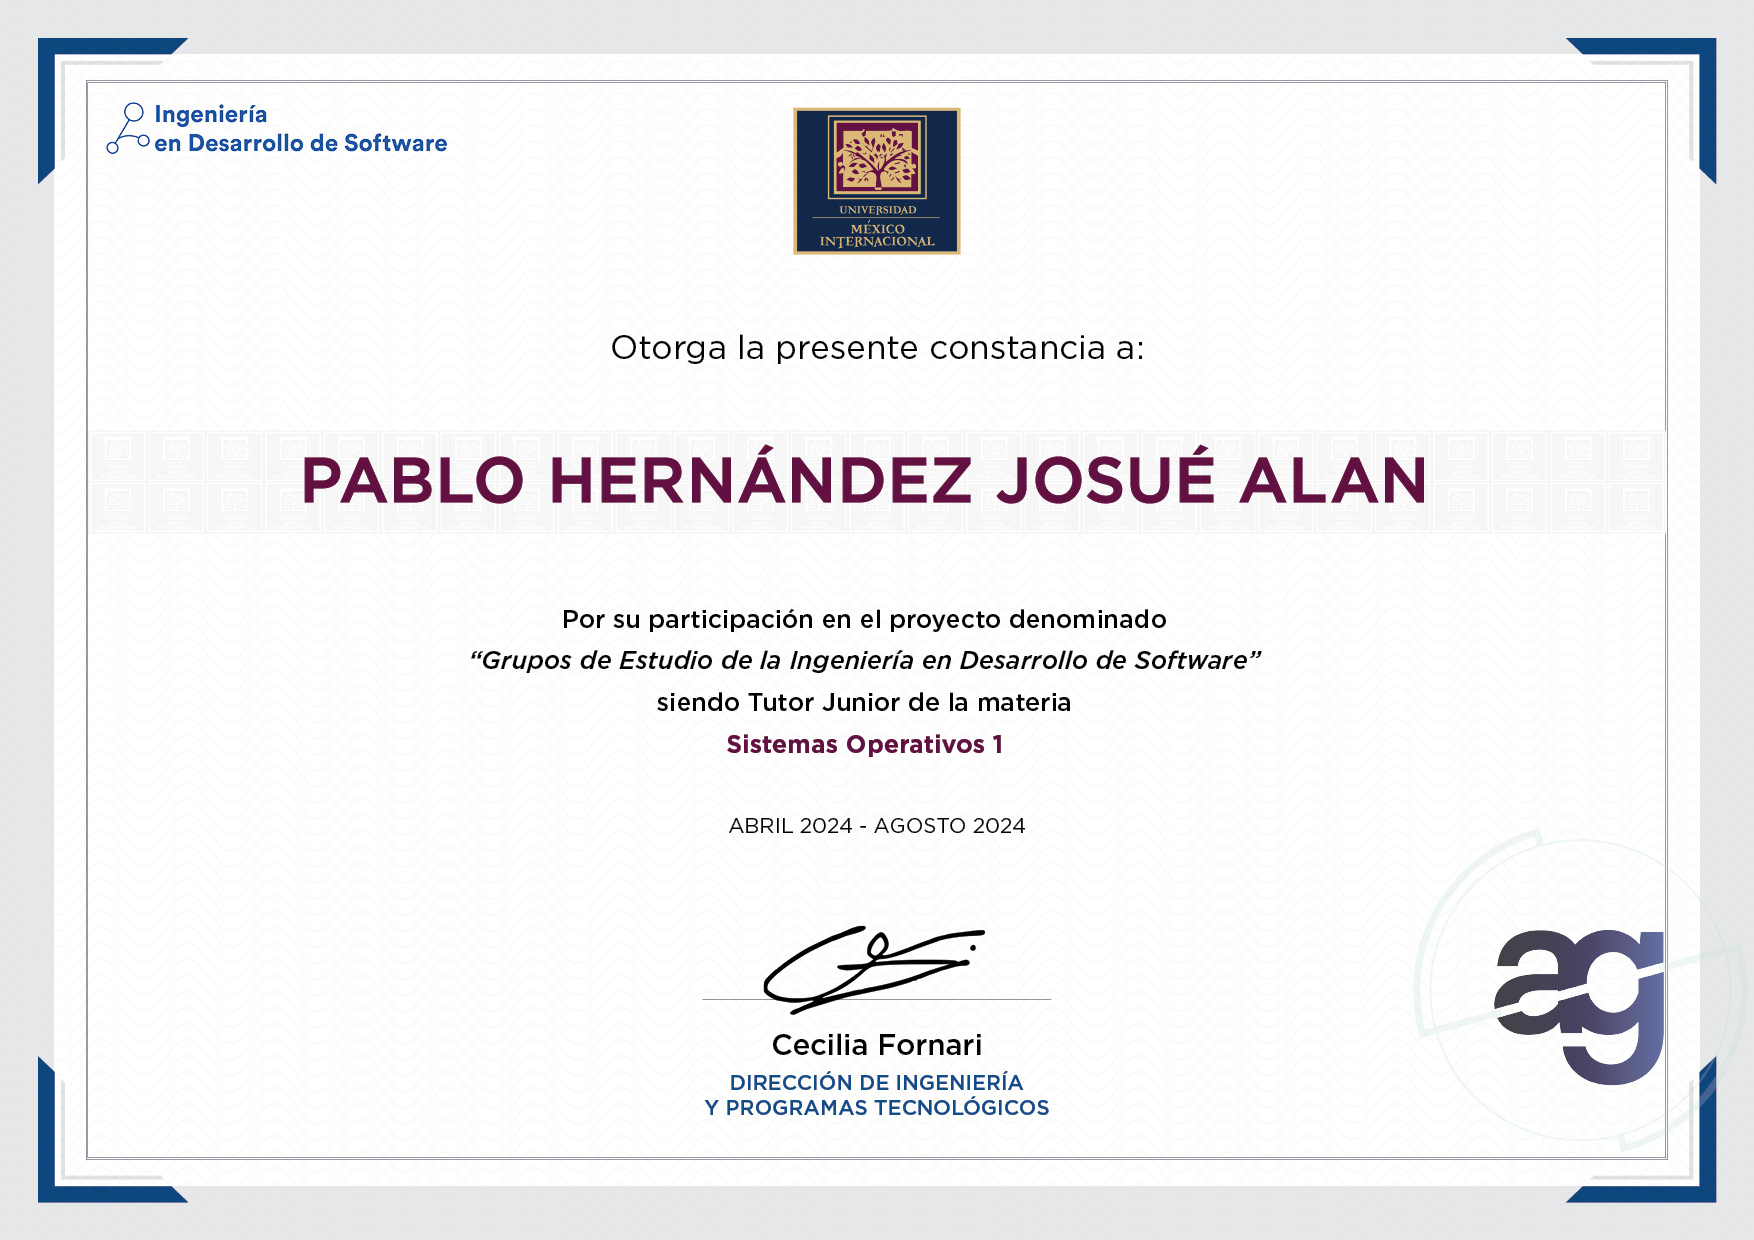 Ingeniería
en Desarrollo de Software
UNIVERSIDAD
MÉXICO
INTERNACIONAL
Otorga la presente constancia a:
PABLO HERNÁNDEZ JOSUÉ ALAN
Por su participación en el proyecto denominado
“Grupos de Estudio de la Ingeniería en Desarrollo de Software”
siendo Tutor Junior de la materia
Sistemas Operativos 1
ABRIL 2024 - AGOSTO 2024
Cecilia Fornari
DIRECCIÓN DE INGENIERÍA
Y PROGRAMAS TECNOLÓGICOS
ag